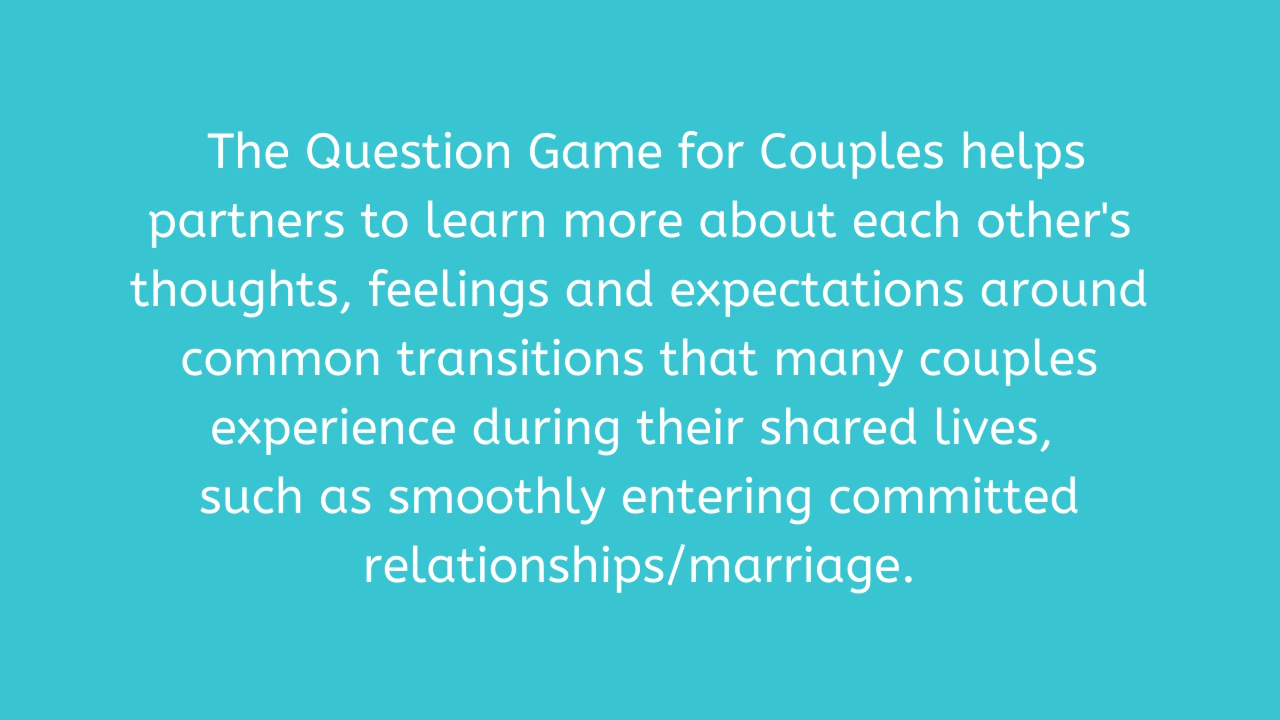 The Question Game for Couples helps
partners to learn more about each other's
thoughts, feelings and expectations around
common transitions that many couples
experience during their shared lives,
such as smoothly entering committed
relationships/marriage.